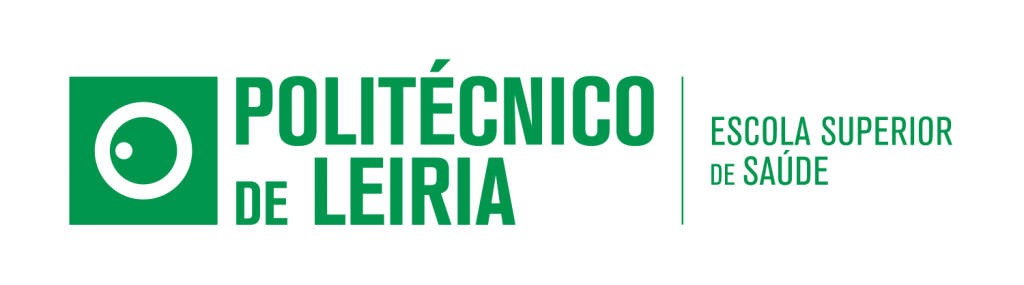 POLITÉCNICO
DE LEIRIA
ESCOLA SUPERIOR
DE SAÚDE